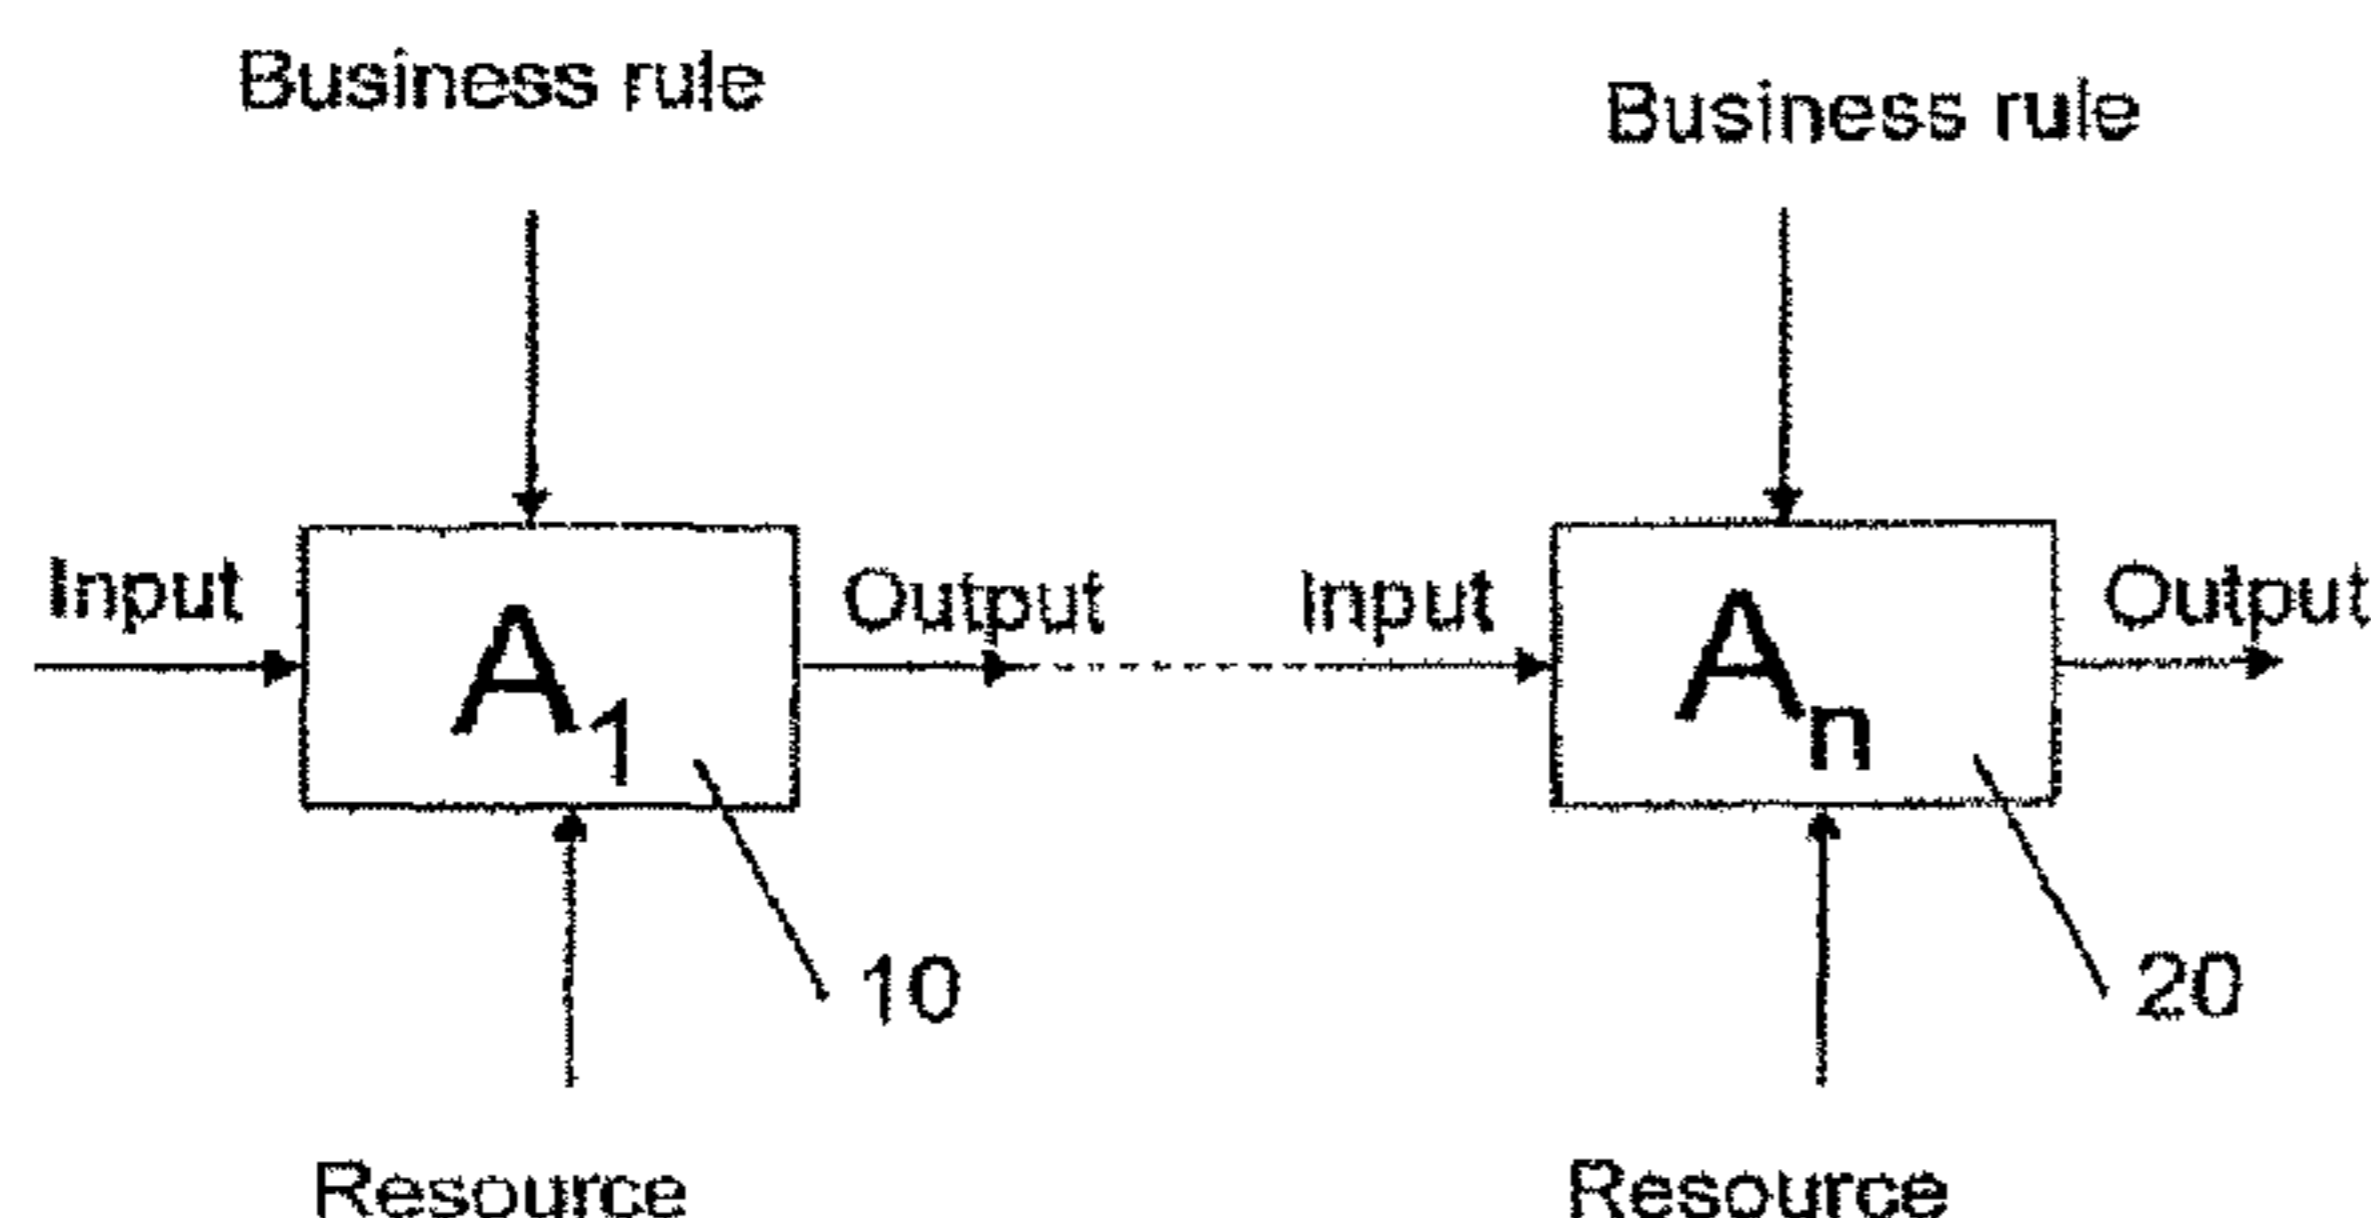 Business rule
Business rule
Input
A1
Output
Input
An
Output
10
20
Resource
Resource